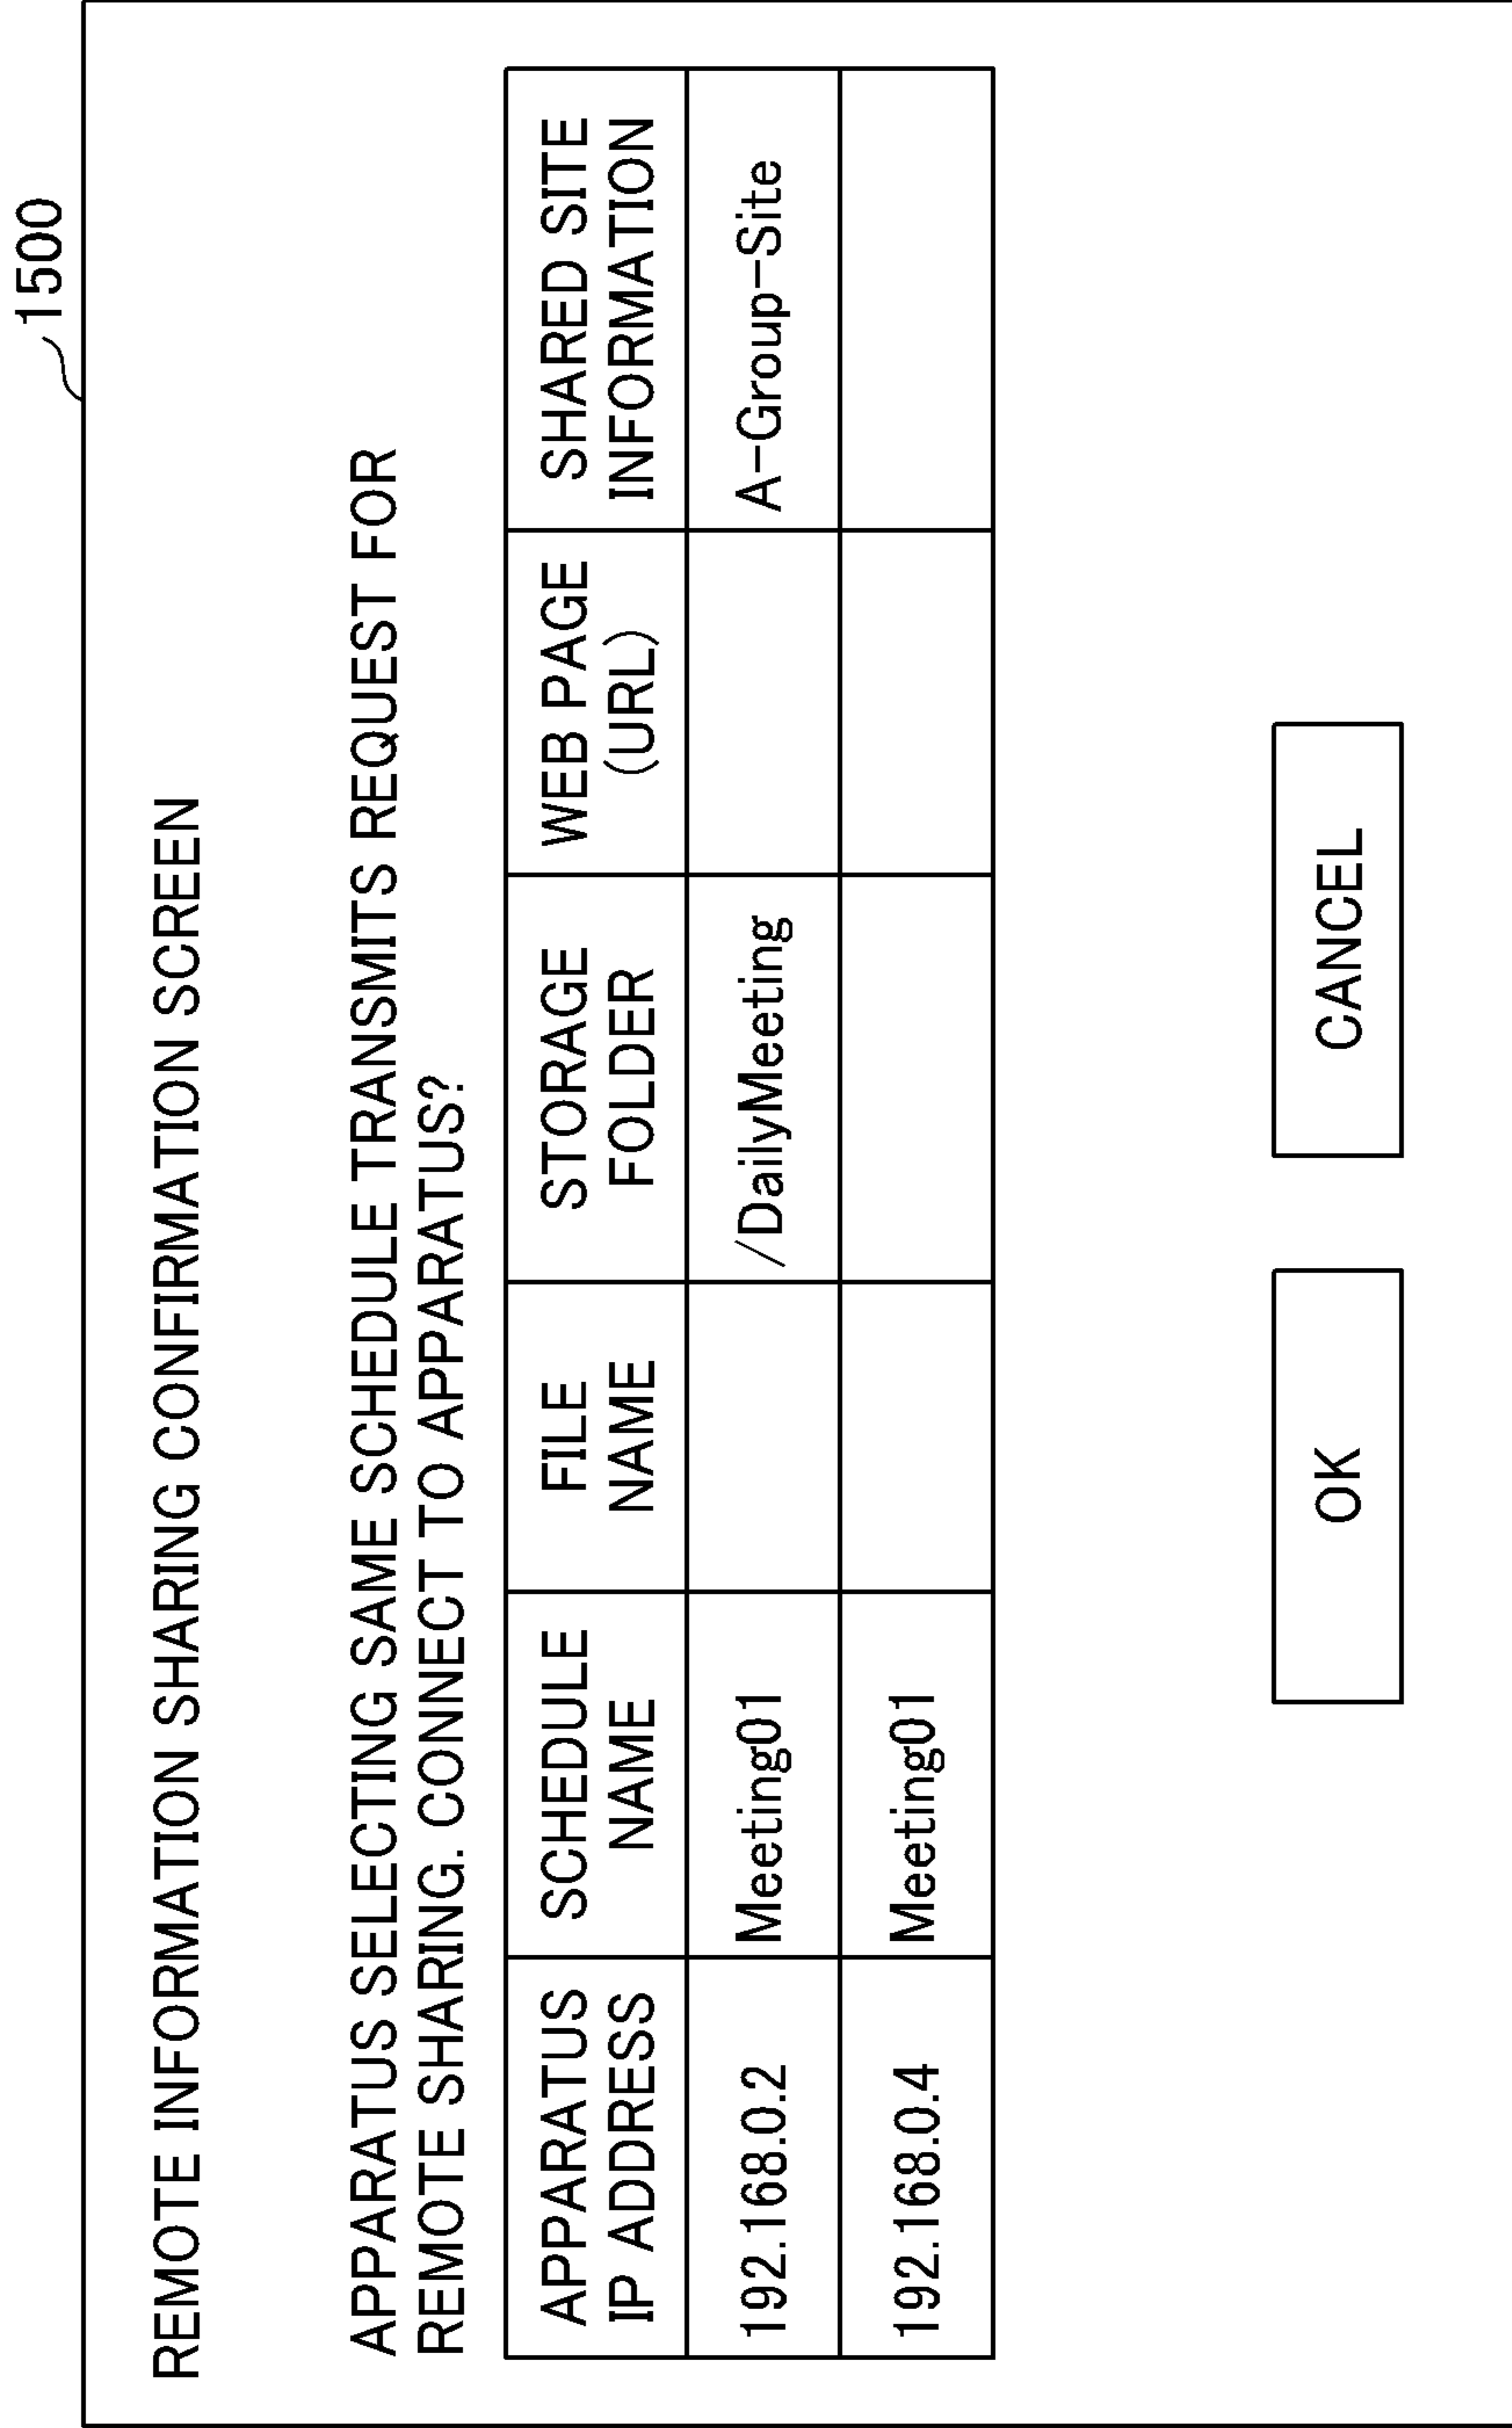 1500
REMOTE INFORMATION SHARING CONFIRMATION SCREEN
APPARATUS SELECTING SAME SCHEDULE TRANSMITS REQUEST FOR
REMOTE SHARING. CONNECT TO APPARATUS?
APPARATUS IP ADDRESS SCHEDULE NAME FILE NAME STORAGE FOLDER WEB PAGE (URL) SHARED SITE INFORMATION
192.168.0.2 Meeting01 /DailyMeeting A-Group-Site
192.168.0.4 Meeting01
OK CANCEL